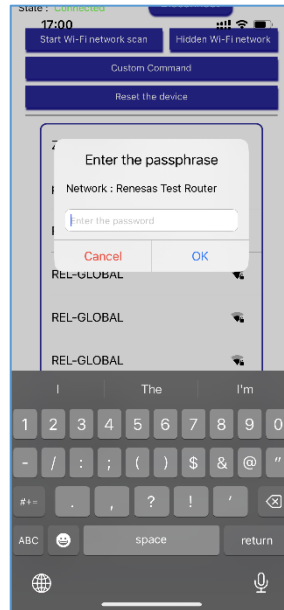 State : Connected
17:00
Start Wi-Fi network scan
Hidden Wi-Fi network
Custom Command
Reset the device
Enter the passphrase
Network : Renesas Test Router
Enter the password
Cancel
OK
REL-GLOBAL
REL-GLOBAL
REL-GLOBAL
I
The
I'm
1 2 3 4 5 6 7 8 9 0
- / : ; ( ) $ & @ "
#+= . , ? ! '
ABC
space
return